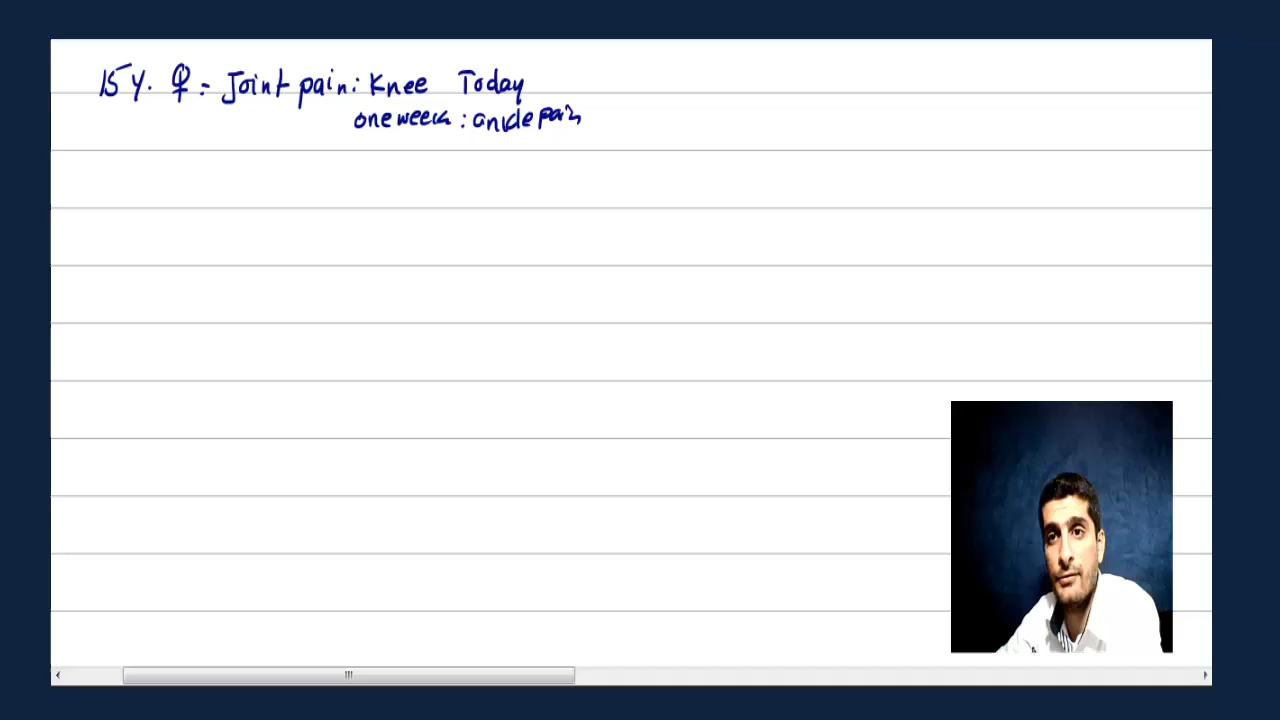 15 Y. ♀ = Joint pain: Knee Today
one week : ankle pain